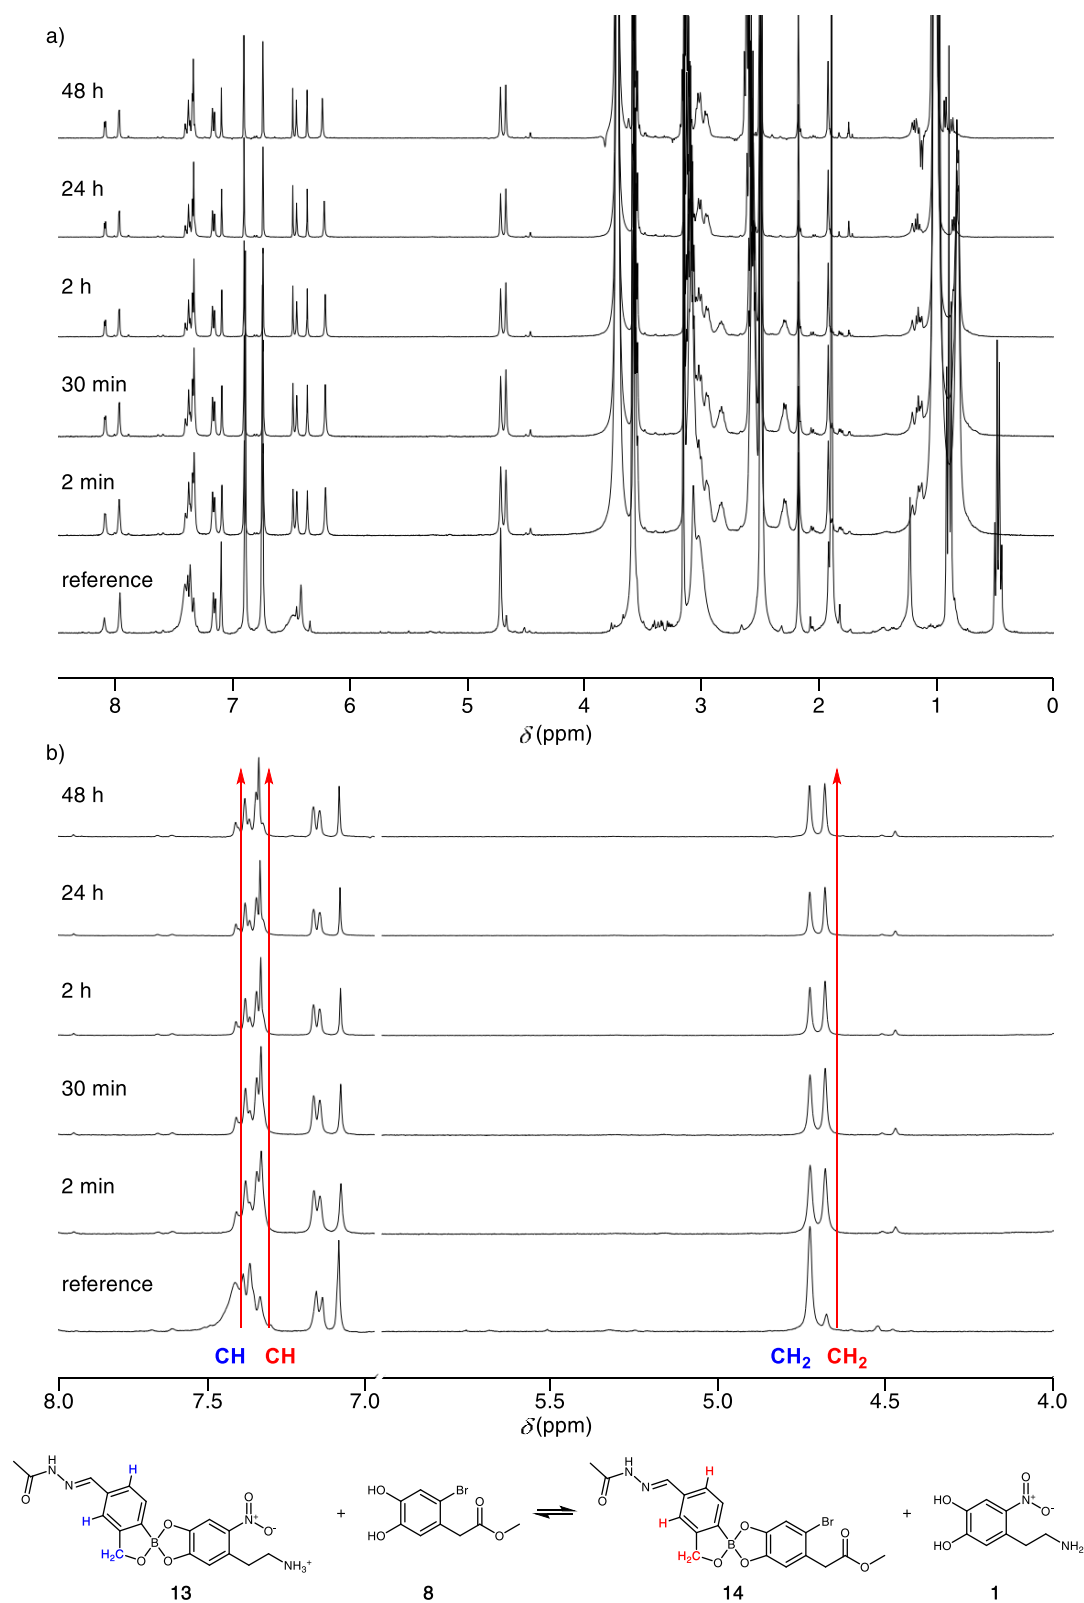 a)
48 h
24 h
2 h
30 min
2 min
reference
8 7 6 5 4 3 2 1 0
δ (ppm)
b)
48 h
24 h
2 h
30 min
2 min
reference
CH CH CH₂ CH₂
8.0 7.5 7.0 5.5 5.0 4.5 4.0
δ (ppm)
H N N O H H H₂C O B O O N⁺ O O⁻ NH₃⁺
+
HO HO Br O O
H N N O H H H₂C O B O O Br O O
+
HO HO N⁺ O O⁻ NH₂
13 8 14 1